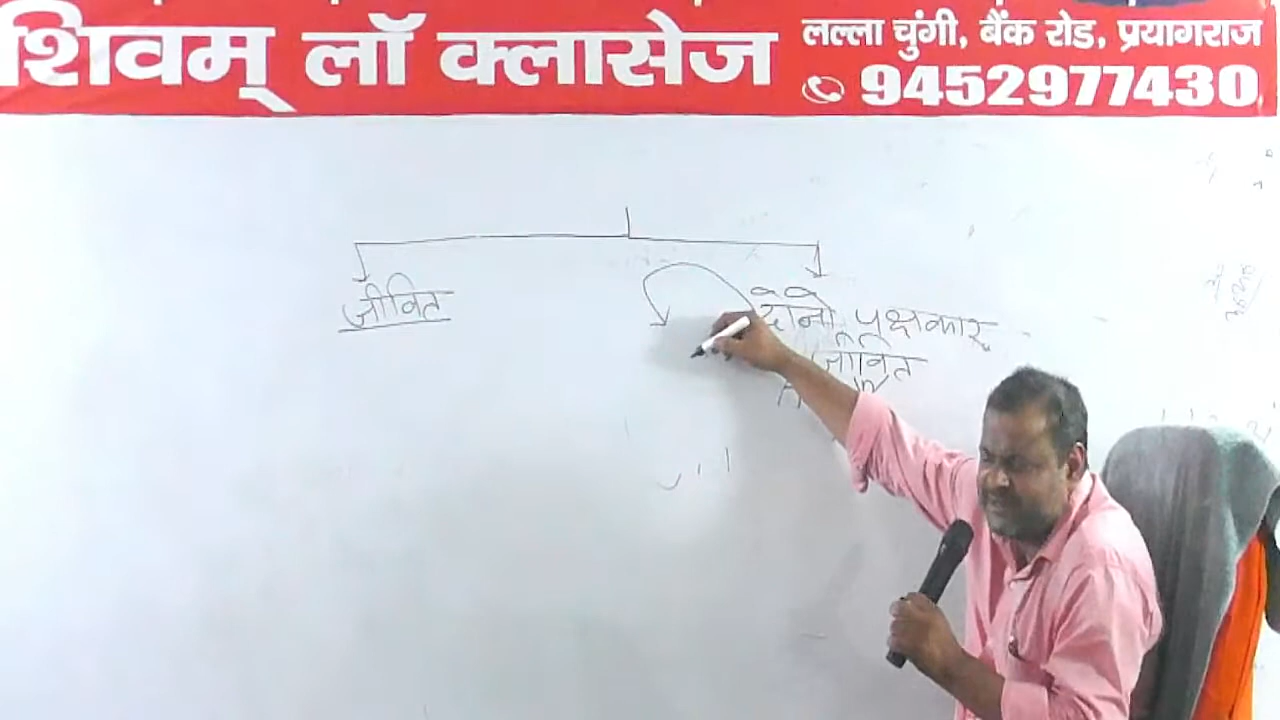 शिवम् लॉ क्लासेज
लल्ला चुंगी, बैंक रोड, प्रयागराज
9452977430
जीवित
दोनो पक्षकार
जीवित